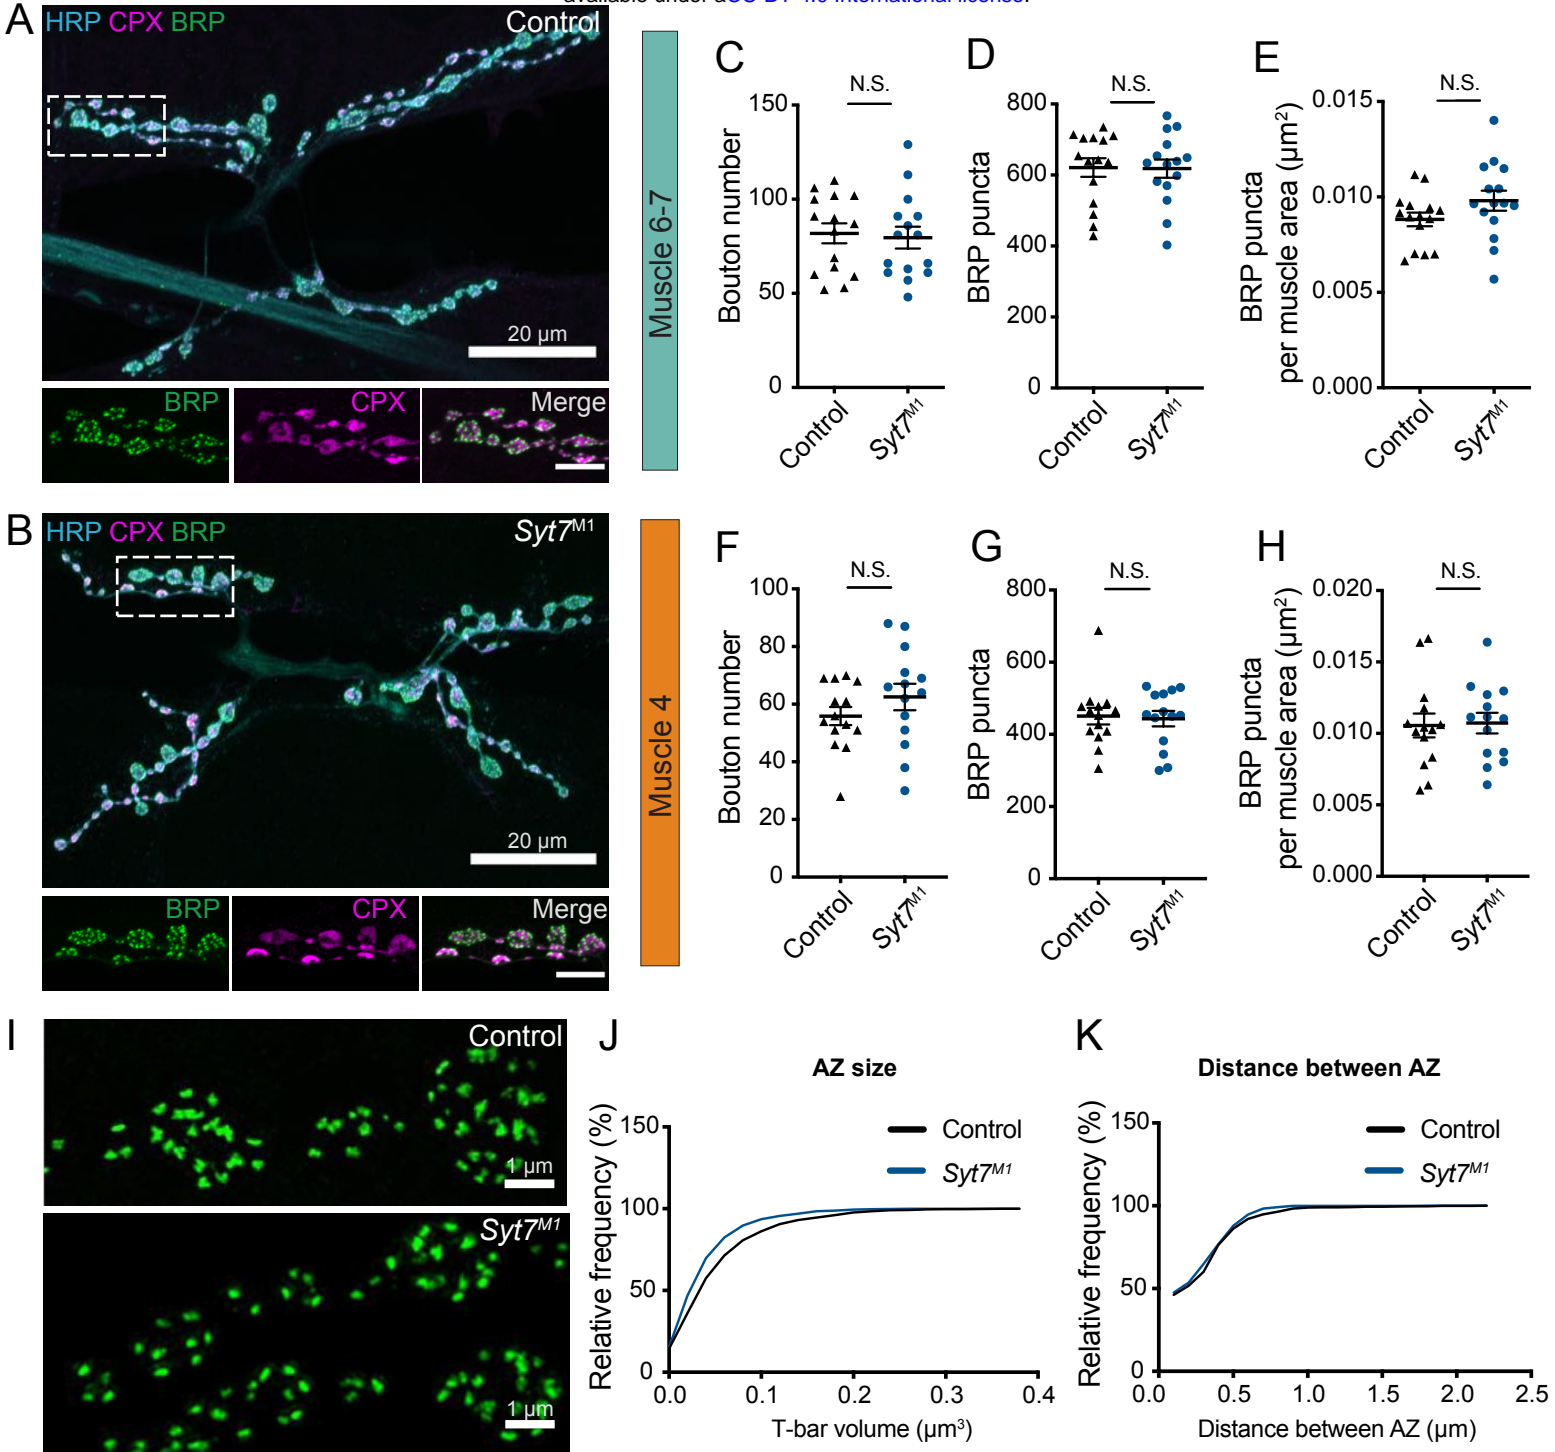 CC-BY 4.0 International license.
A
HRP CPX BRP
Control
20 µm
BRP
CPX
Merge
B
HRP CPX BRP
Syt7M1
20 µm
BRP
CPX
Merge
Muscle 6-7
C
N.S.
Bouton number
150
100
50
0
Control
Syt7M1
D
N.S.
BRP puncta
800
600
400
200
0
Control
Syt7M1
E
N.S.
BRP puncta
per muscle area (µm2)
0.015
0.010
0.005
0.000
Control
Syt7M1
Muscle 4
F
N.S.
Bouton number
100
80
60
40
20
0
Control
Syt7M1
G
N.S.
BRP puncta
800
600
400
200
0
Control
Syt7M1
H
N.S.
BRP puncta
per muscle area (µm2)
0.020
0.015
0.010
0.005
0.000
Control
Syt7M1
I
Control
1 µm
Syt7M1
1 µm
J
AZ size
Relative frequency (%)
150
100
50
0
Control
Syt7M1
0.0 0.1 0.2 0.3 0.4
T-bar volume (µm3)
K
Distance between AZ
Relative frequency (%)
150
100
50
0
Control
Syt7M1
0.0 0.5 1.0 1.5 2.0 2.5
Distance between AZ (µm)